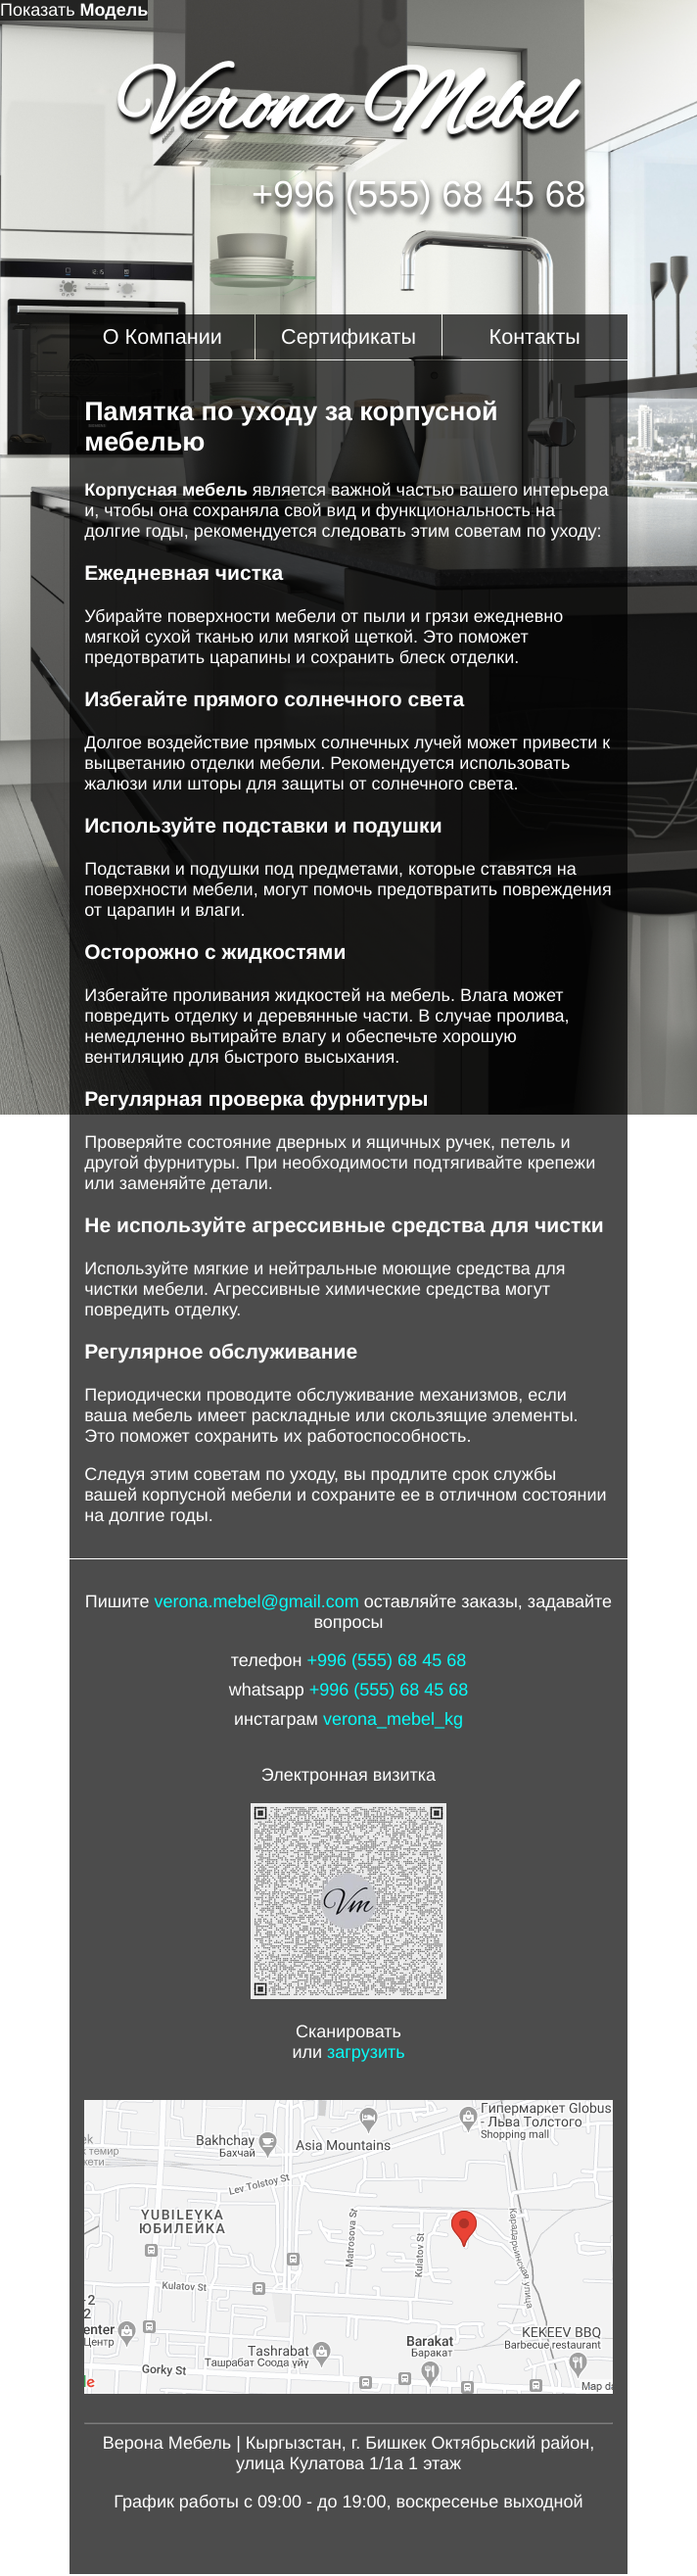 Показать Модель
Verona Mebel
+996 (555) 68 45 68
О Компании
Сертификаты
Контакты
Памятка по уходу за корпусной
мебелью
Корпусная мебель является важной частью вашего интерьера
и, чтобы она сохраняла свой вид и функциональность на
долгие годы, рекомендуется следовать этим советам по уходу:
Ежедневная чистка
Убирайте поверхности мебели от пыли и грязи ежедневно
мягкой сухой тканью или мягкой щеткой. Это поможет
предотвратить царапины и сохранить блеск отделки.
Избегайте прямого солнечного света
Долгое воздействие прямых солнечных лучей может привести к
выцветанию отделки мебели. Рекомендуется использовать
жалюзи или шторы для защиты от солнечного света.
Используйте подставки и подушки
Подставки и подушки под предметами, которые ставятся на
поверхности мебели, могут помочь предотвратить повреждения
от царапин и влаги.
Осторожно с жидкостями
Избегайте проливания жидкостей на мебель. Влага может
повредить отделку и деревянные части. В случае пролива,
немедленно вытирайте влагу и обеспечьте хорошую
вентиляцию для быстрого высыхания.
Регулярная проверка фурнитуры
Проверяйте состояние дверных и ящичных ручек, петель и
другой фурнитуры. При необходимости подтягивайте крепежи
или заменяйте детали.
Не используйте агрессивные средства для чистки
Используйте мягкие и нейтральные моющие средства для
чистки мебели. Агрессивные химические средства могут
повредить отделку.
Регулярное обслуживание
Периодически проводите обслуживание механизмов, если
ваша мебель имеет раскладные или скользящие элементы.
Это поможет сохранить их работоспособность.
Следуя этим советам по уходу, вы продлите срок службы
вашей корпусной мебели и сохраните ее в отличном состоянии
на долгие годы.
Пишите verona.mebel@gmail.com оставляйте заказы, задавайте
вопросы
телефон +996 (555) 68 45 68
whatsapp +996 (555) 68 45 68
инстаграм verona_mebel_kg
Электронная визитка
Vm
Сканировать
или загрузить
Гипермаркет Globus
- Льва Толстого
Shopping mall
Bakhchay
Бахчай
Asia Mountains
ek
темир
кети
Lev Tolstoy St
YUBILEYKA
ЮБИЛЕЙКА
Matrosova St
Kulatov St
Карадарьинская улица
Kulatov St
-2
2
enter
Центр
Tashrabat
Ташрабат Соода үйү
Barakat
Баракат
KEKEEV BBQ
Barbecue restaurant
Gorky St
le
Map da
Верона Мебель | Кыргызстан, г. Бишкек Октябрьский район,
улица Кулатова 1/1а 1 этаж
График работы с 09:00 - до 19:00, воскресенье выходной